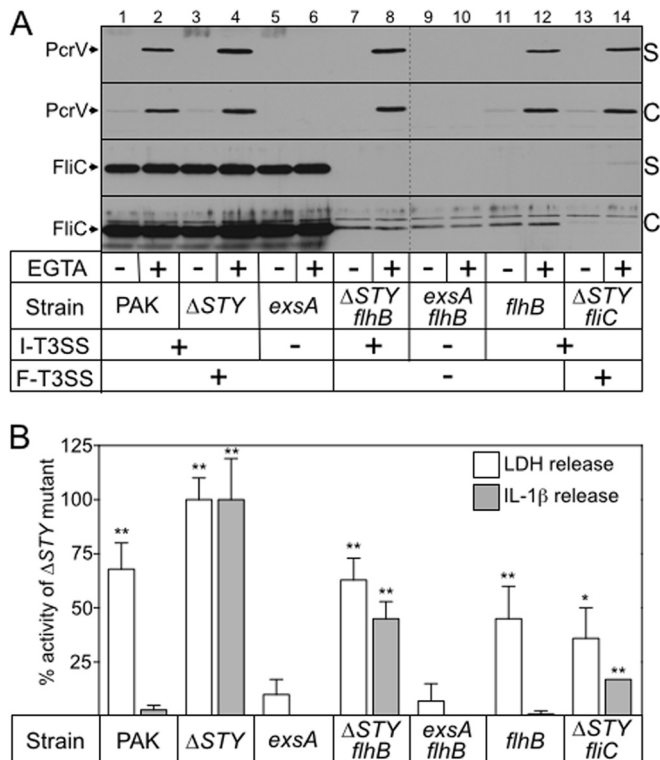 A
1 2 3 4 5 6 7 8 9 10 11 12 13 14
PcrV S
PcrV C
FliC S
FliC C
EGTA - + - + - + - + - + - + - +
Strain PAK ΔSTY exsA ΔSTY flhB exsA flhB flhB ΔSTY fliC
I-T3SS + - + - +
F-T3SS + - +
B
125
100
75
50
25
% activity of ΔSTY mutant
LDH release
IL-1β release
** ** ** ** ** ** * **
Strain PAK ΔSTY exsA ΔSTY flhB exsA flhB flhB ΔSTY fliC